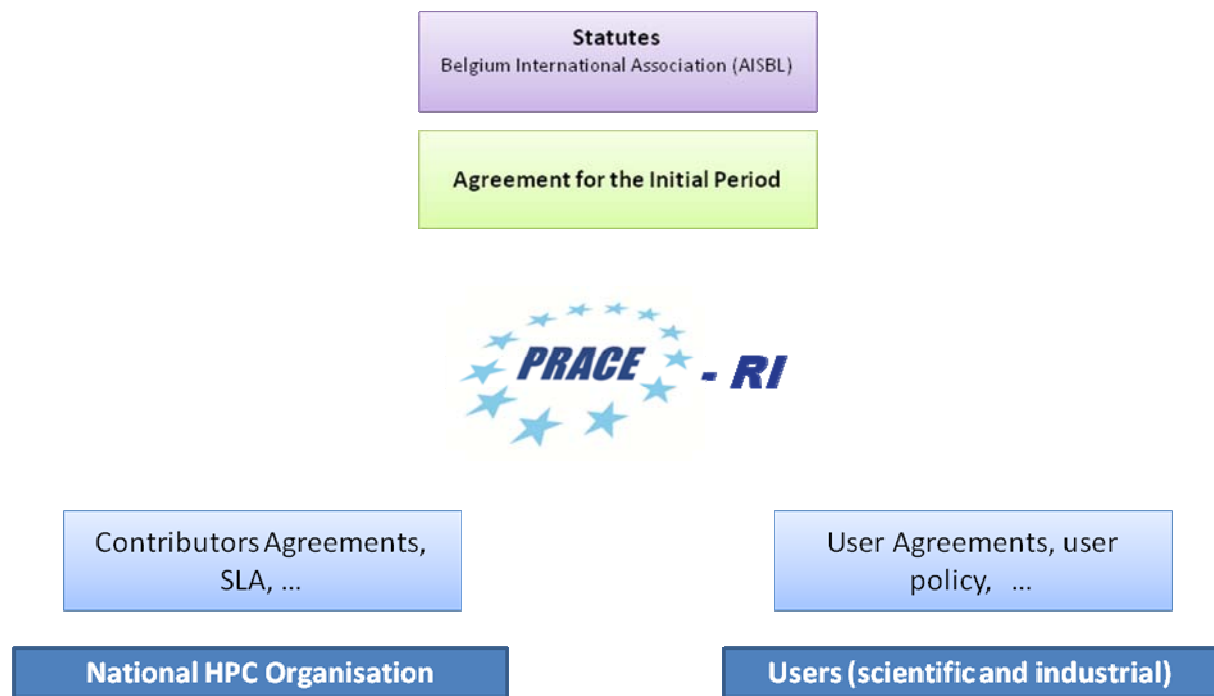 Statutes
Belgium International Association (AISBL)
Agreement for the Initial Period
PRACE - RI
Contributors Agreements,
SLA, ...
User Agreements, user
policy, ...
National HPC Organisation
Users (scientific and industrial)